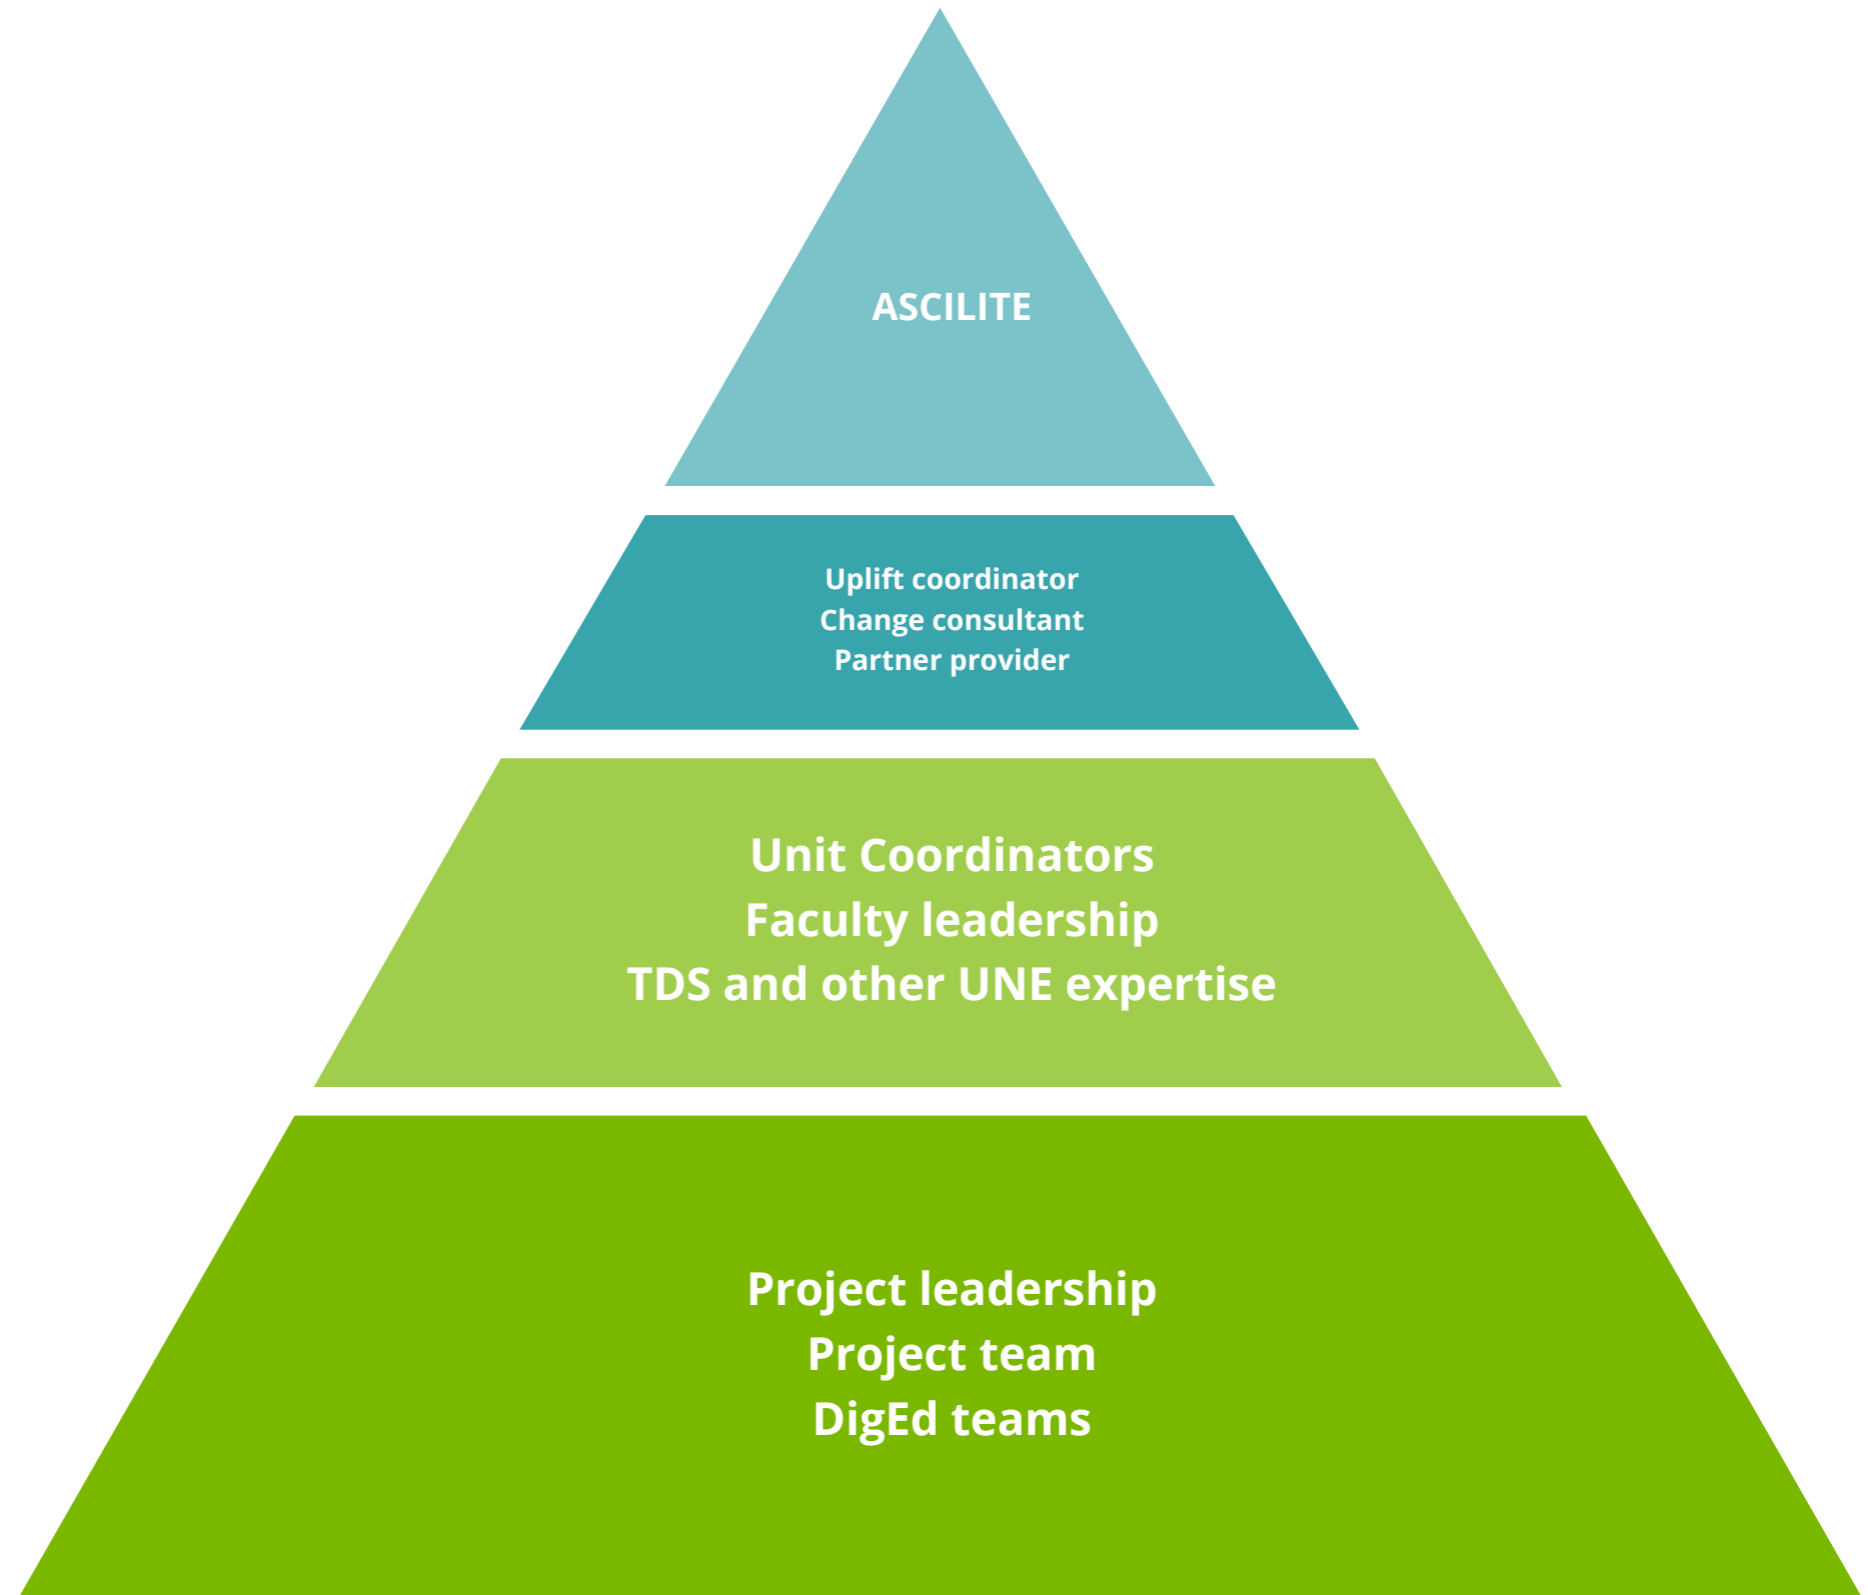 ASCILITE
Uplift coordinator
Change consultant
Partner provider
Unit Coordinators
Faculty leadership
TDS and other UNE expertise
Project leadership
Project team
DigEd teams